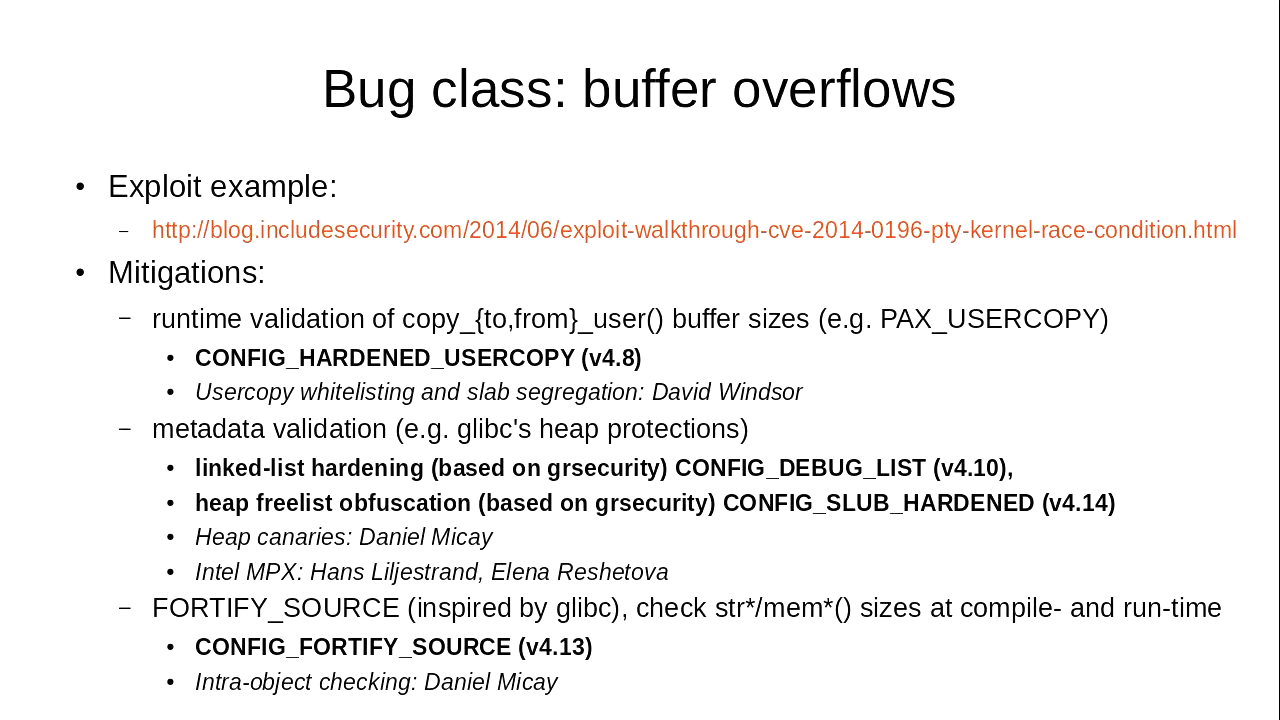 Bug class: buffer overflows
• Exploit example:
– http://blog.includesecurity.com/2014/06/exploit-walkthrough-cve-2014-0196-pty-kernel-race-condition.html
• Mitigations:
– runtime validation of copy_{to,from}_user() buffer sizes (e.g. PAX_USERCOPY)
• CONFIG_HARDENED_USERCOPY (v4.8)
• Usercopy whitelisting and slab segregation: David Windsor
– metadata validation (e.g. glibc's heap protections)
• linked-list hardening (based on grsecurity) CONFIG_DEBUG_LIST (v4.10),
• heap freelist obfuscation (based on grsecurity) CONFIG_SLUB_HARDENED (v4.14)
• Heap canaries: Daniel Micay
• Intel MPX: Hans Liljestrand, Elena Reshetova
– FORTIFY_SOURCE (inspired by glibc), check str*/mem*() sizes at compile- and run-time
• CONFIG_FORTIFY_SOURCE (v4.13)
• Intra-object checking: Daniel Micay